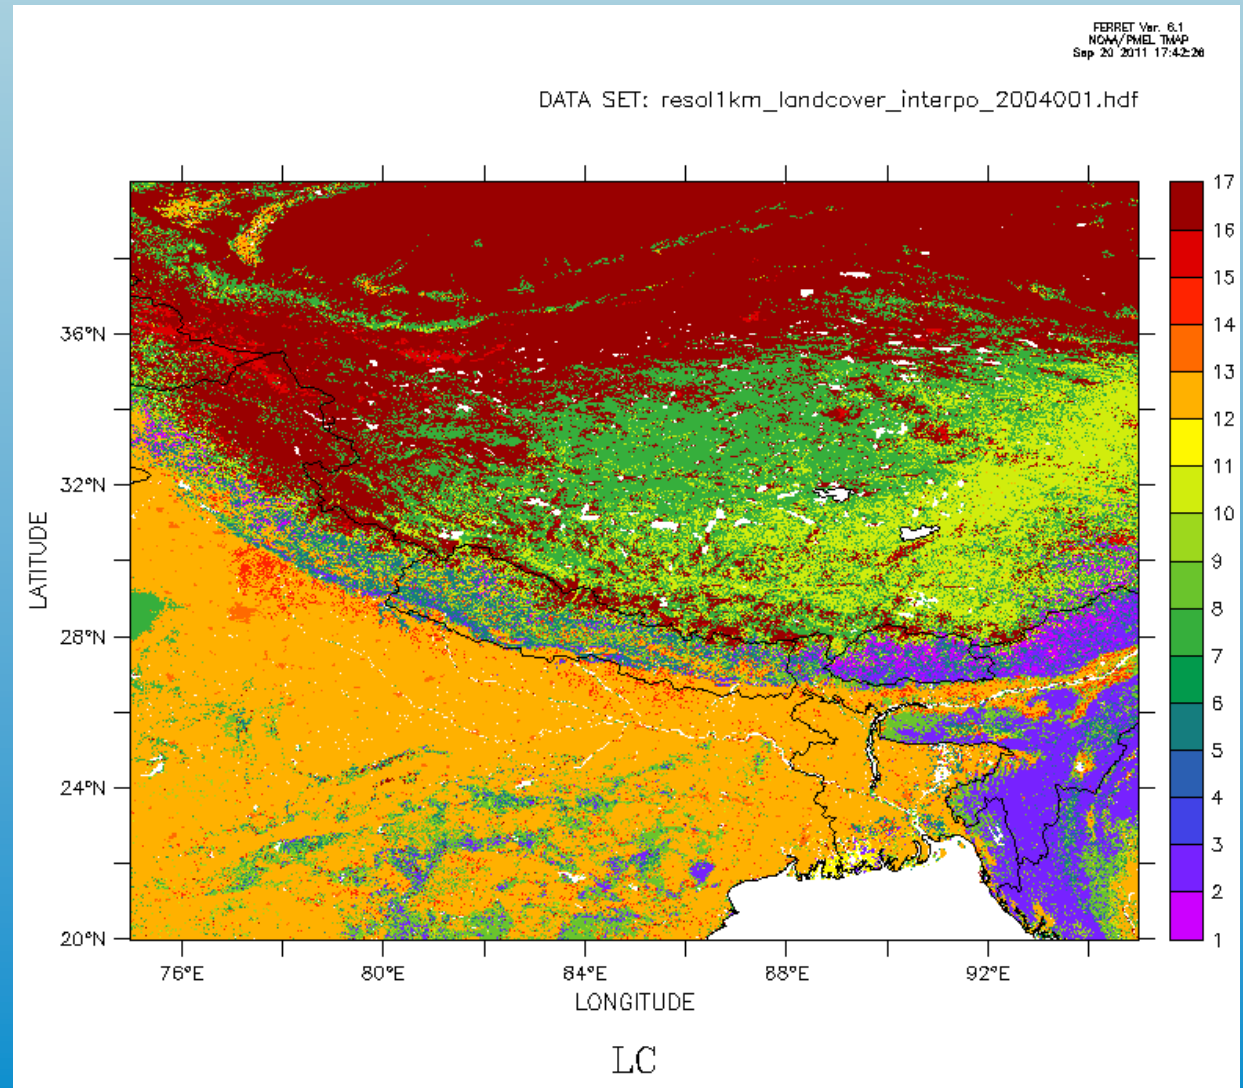 FERRET Ver. 6.1
NOAA/PMEL TMAP
Sep 20 2011 17:42:26
DATA SET: resol1km_landcover_interpo_2004001.hdf
17
16
15
14
13
12
11
10
9
8
7
6
5
4
3
2
1
36°N
32°N
28°N
24°N
20°N
LATITUDE
76°E 80°E 84°E 88°E 92°E
LONGITUDE
LC